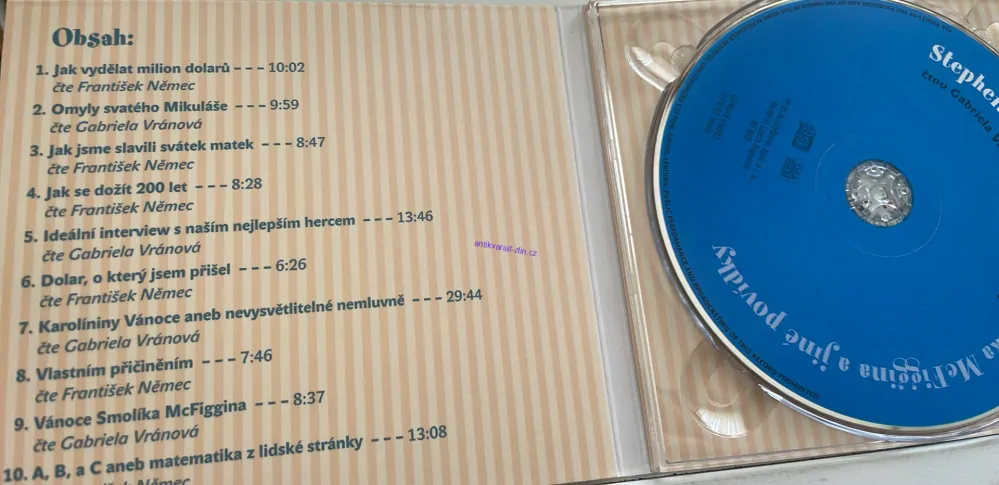 Obsah:
1. Jak vydělat milion dolarů – – – 10:02
čte František Němec
2. Omyly svatého Mikuláše – – – 9:59
čte Gabriela Vránová
3. Jak jsme slavili svátek matek – – – 8:47
čte František Němec
4. Jak se dožít 200 let – – – 8:28
čte František Němec
5. Ideální interview s naším nejlepším hercem – – – 13:46
čte Gabriela Vránová
6. Dolar, o který jsem přišel – – – 6:26
čte František Němec
7. Karolíniny Vánoce aneb nevysvětlitelné nemluvně – – – 29:44
čte Gabriela Vránová
8. Vlastním přičiněním – – – 7:46
čte František Němec
9. Vánoce Smolíka McFiggina – – – 8:37
čte Gabriela Vránová
10. A, B, a C aneb matematika z lidské stránky – – – 13:08
Němec
antikvariat-zlin.cz
Stephen
čtou Gabriela
McFiggina a jiné povídky